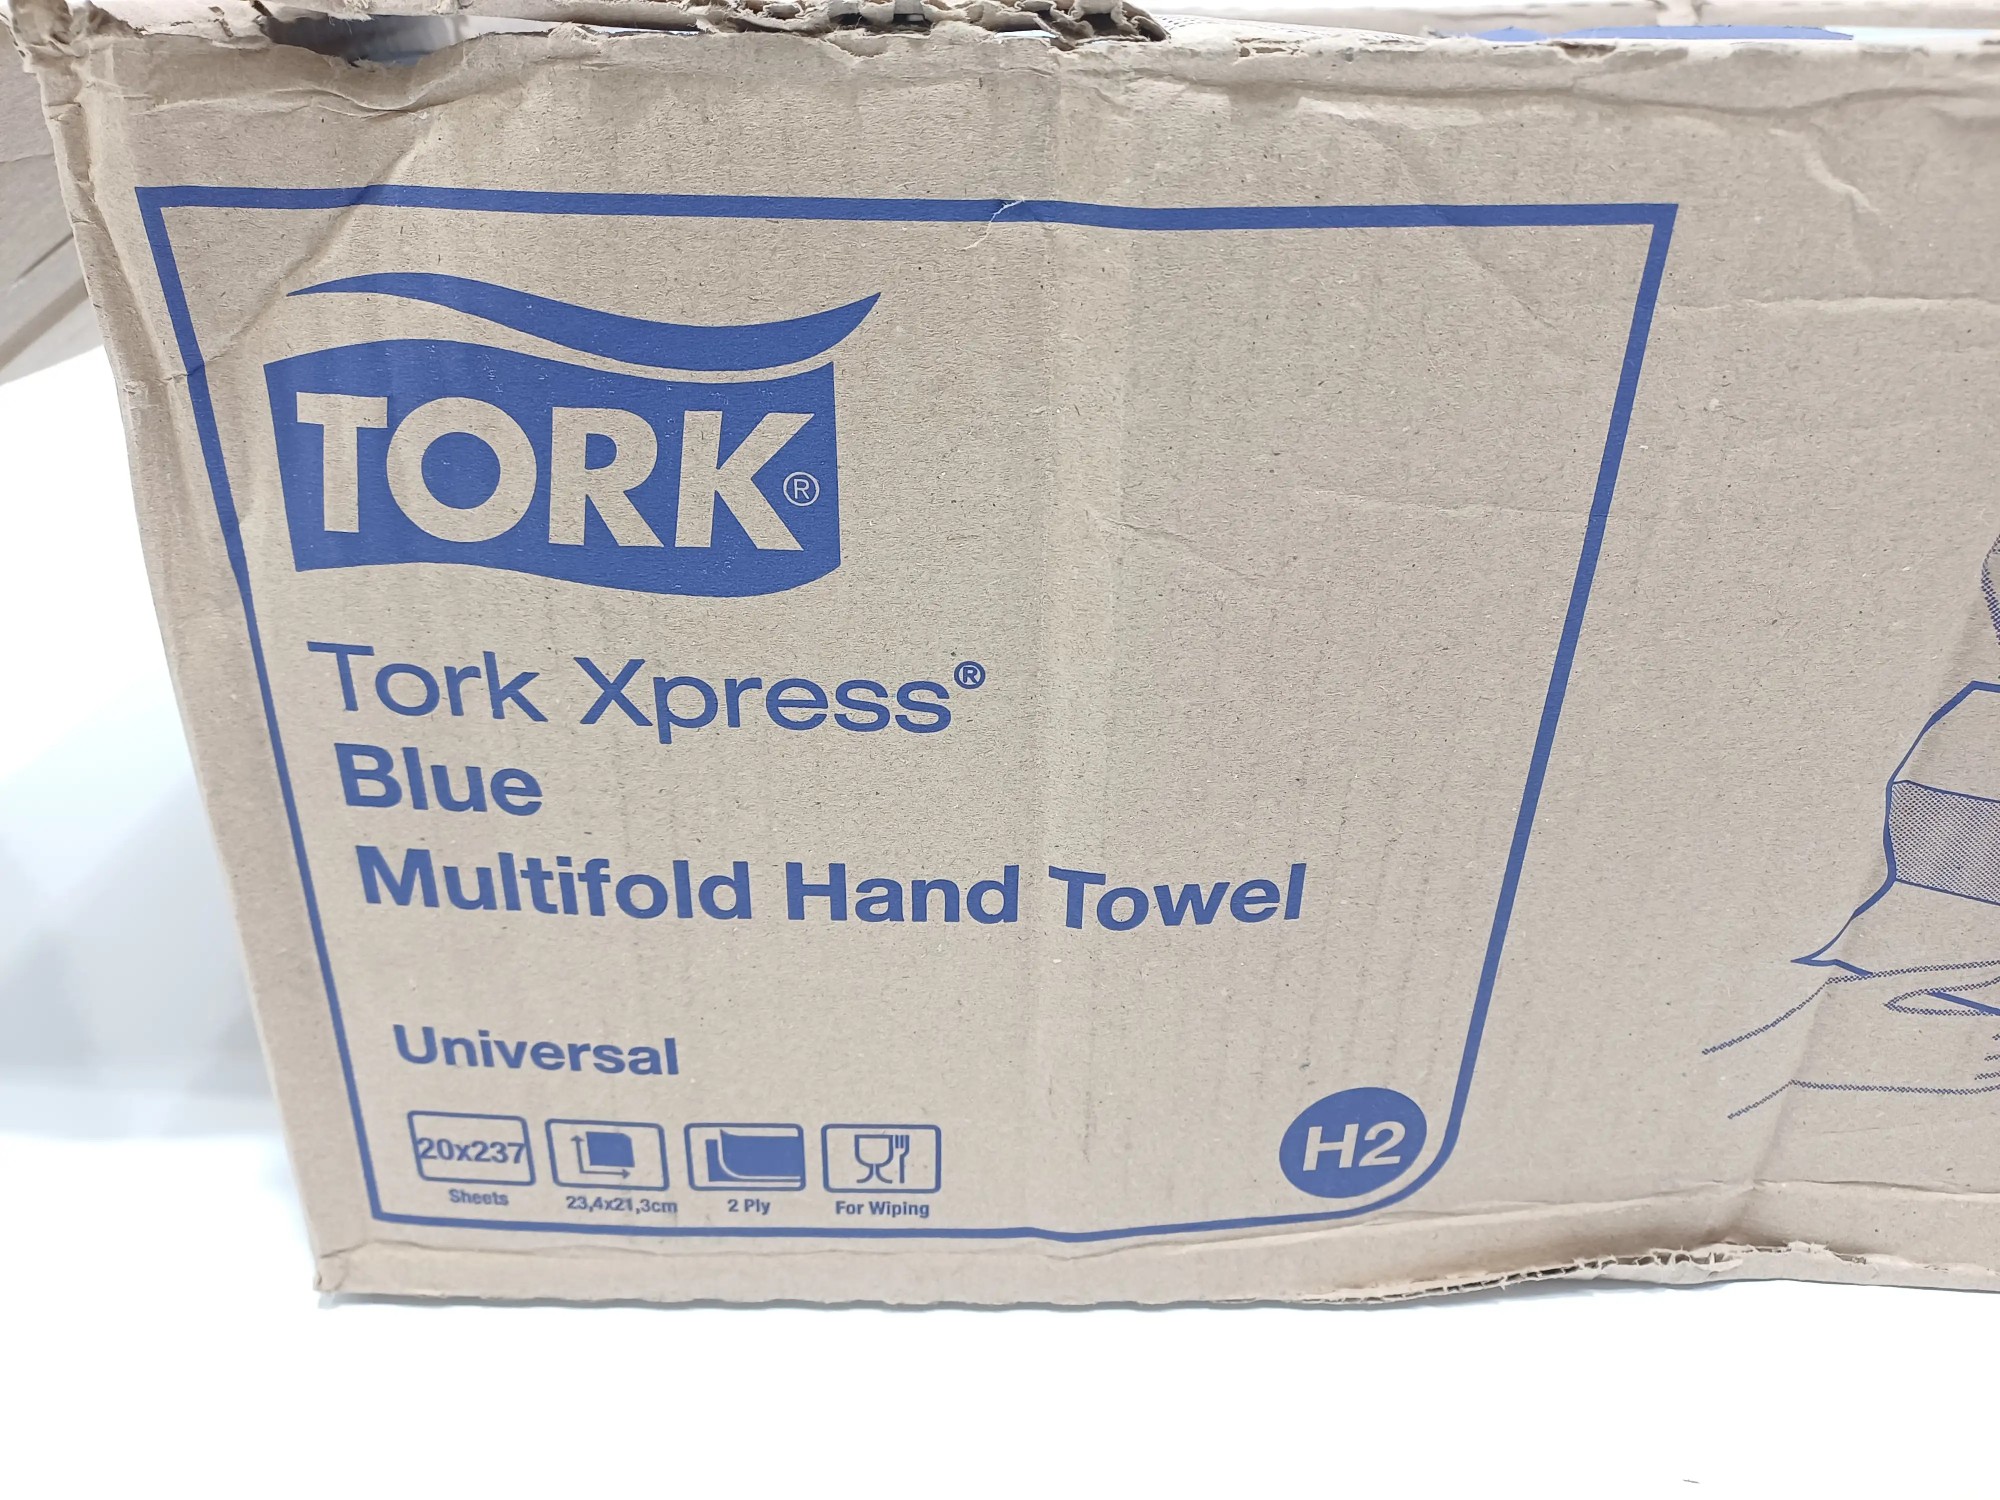 TORK®
Tork Xpress®
Blue
Multifold Hand Towel
Universal
20x237
Sheets
23,4x21,3cm
2 Ply
For Wiping
H2